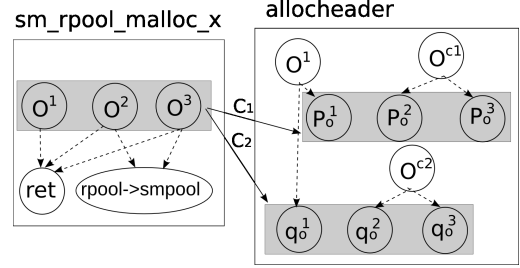 sm_rpool_malloc_x
allocheader
O¹ O² O³
ret
rpool->smpool
C₁
C₂
O¹
Oᶜ¹
Pₒ¹ Pₒ² Pₒ³
Oᶜ²
qₒ¹ qₒ² qₒ³